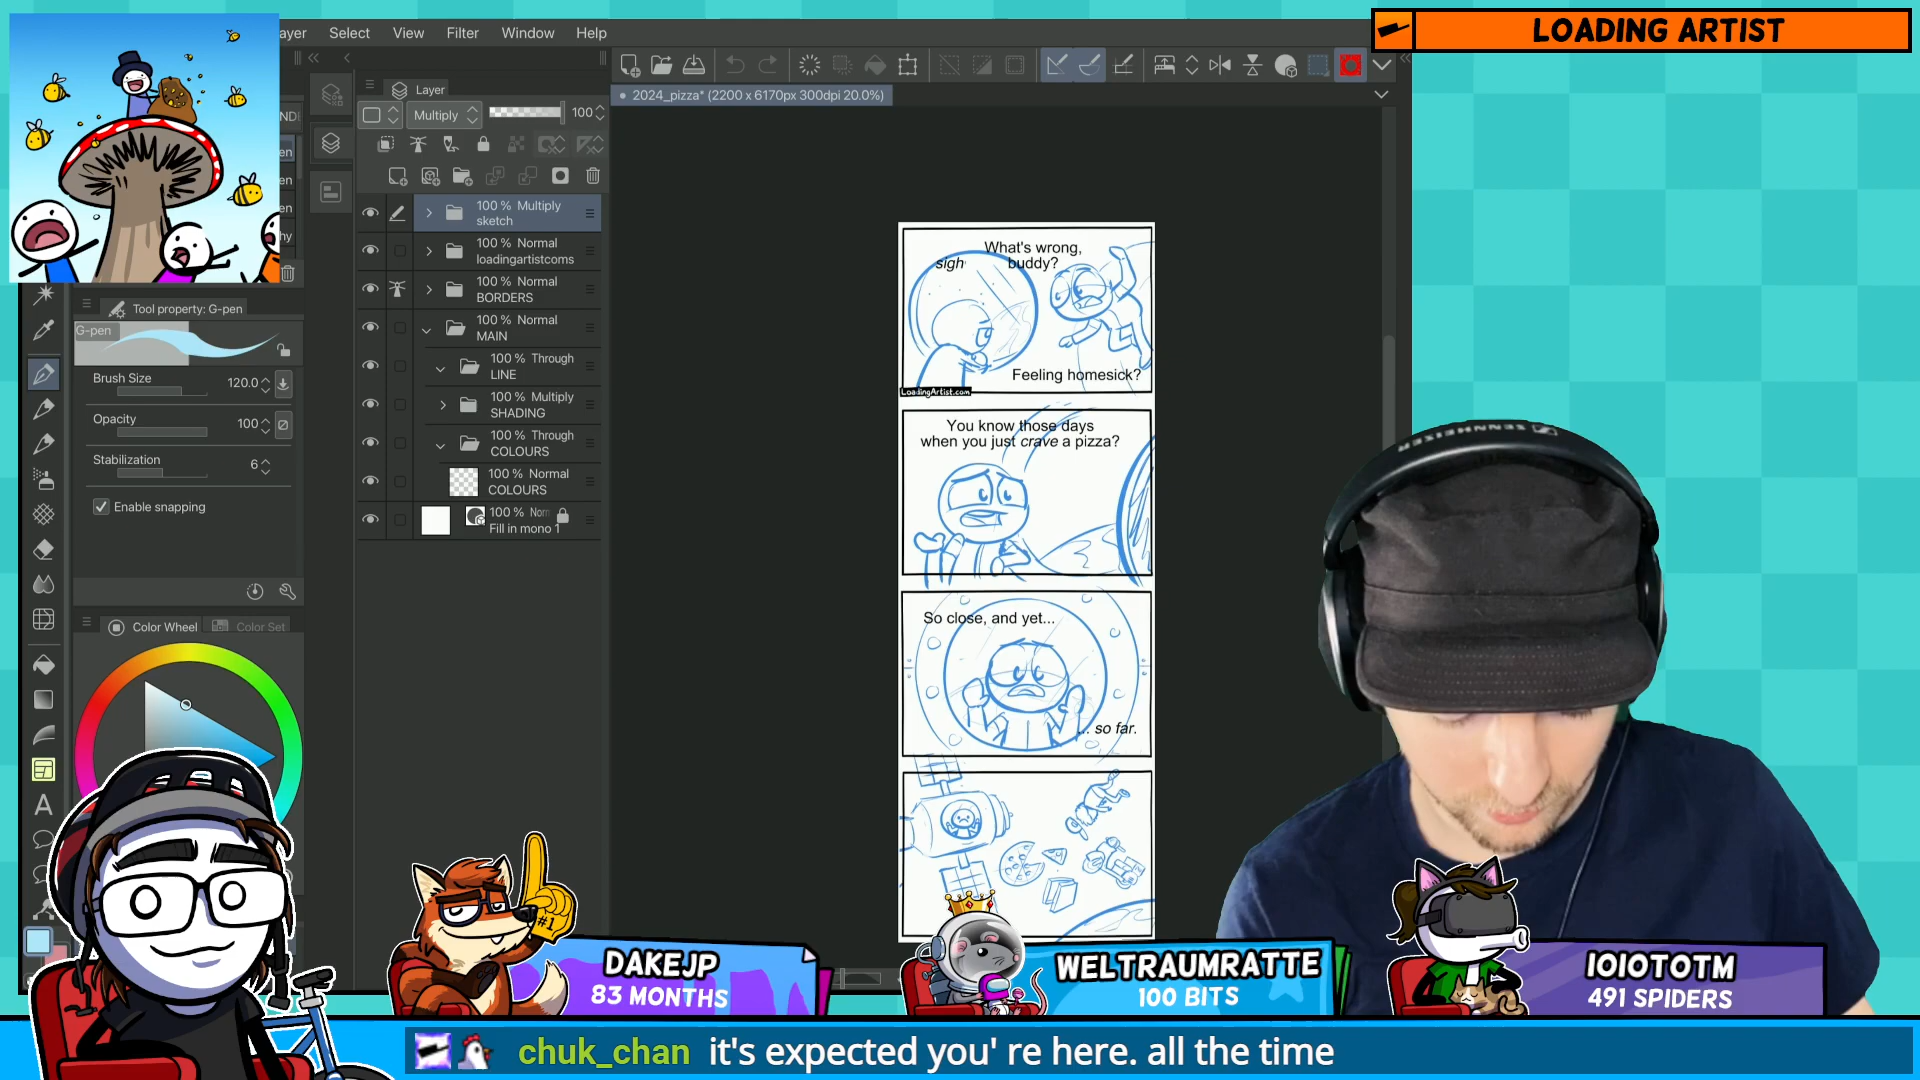 LOADING ARTIST
ayer Select View Filter Window Help
Layer
Multiply 100
2024_pizza* (2200 x 6170px 300dpi 20.0%)
100 % Multiply
sketch
100 % Normal
loadingartistcoms
100 % Normal
BORDERS
100 % Normal
MAIN
100 % Through
LINE
100 % Multiply
SHADING
100 % Through
COLOURS
100 % Normal
COLOURS
100 % Nor
Fill in mono 1
Tool property: G-pen
G-pen
Brush Size 120.0
Opacity 100
Stabilization 6
Enable snapping
Color Wheel Color Set
What's wrong,
buddy?
sigh
Feeling homesick?
LoadingArtist.com
You know those days
when you just crave a pizza?
So close, and yet...
... so far.
SENNHEISER
#1
DAKEJP
83 MONTHS
WELTRAUMRATTE
100 BITS
IOIOTOTM
491 SPIDERS
chuk_chan it's expected you' re here. all the time